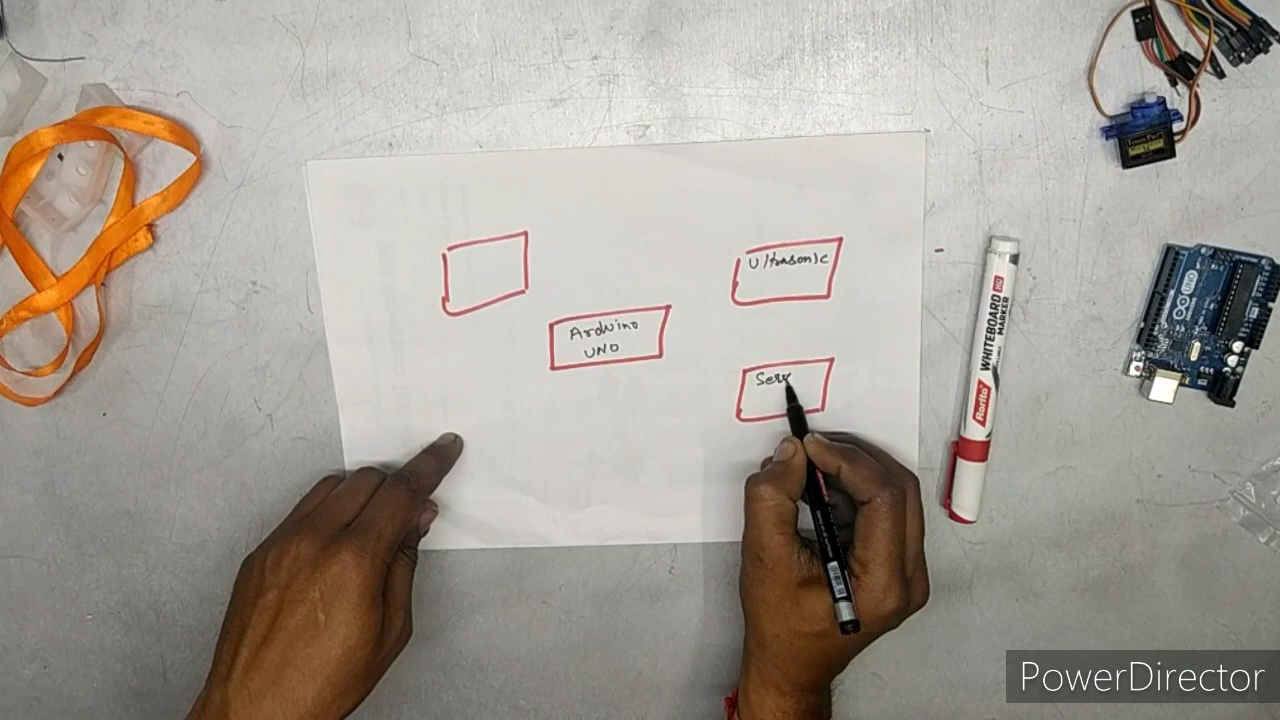 Ultrasonic
Arduino
UNO
Serv
WHITEBOARD
MARKER
Rorito
UNO
PowerDirector